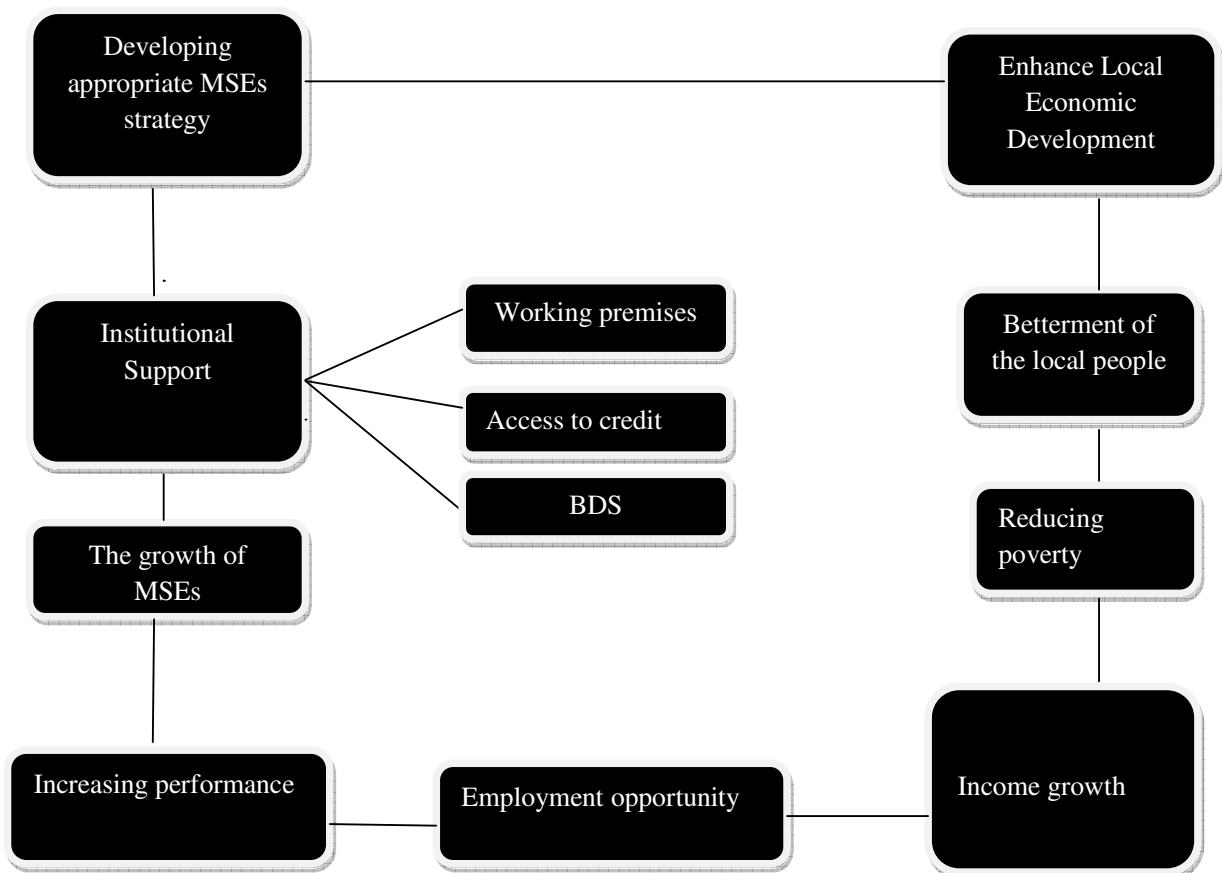 Developing
appropriate MSEs
strategy
Enhance Local
Economic
Development
Institutional
Support
Working premises
Access to credit
BDS
Betterment of
the local people
The growth of
MSEs
Reducing
poverty
Increasing performance
Employment opportunity
Income growth